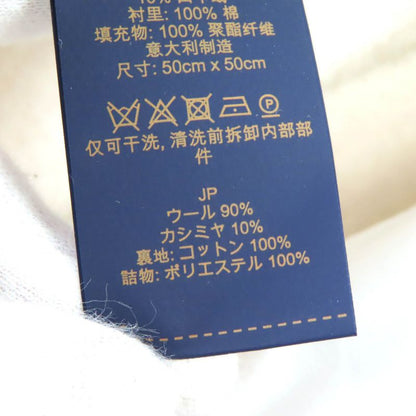 衬里: 100% 棉
填充物: 100% 聚酯纤维
意大利制造
尺寸: 50cm x 50cm
P
仅可干洗, 清洗前拆卸内部部
件
JP
ウール 90%
カシミヤ 10%
裏地: コットン 100%
詰物: ポリエステル 100%